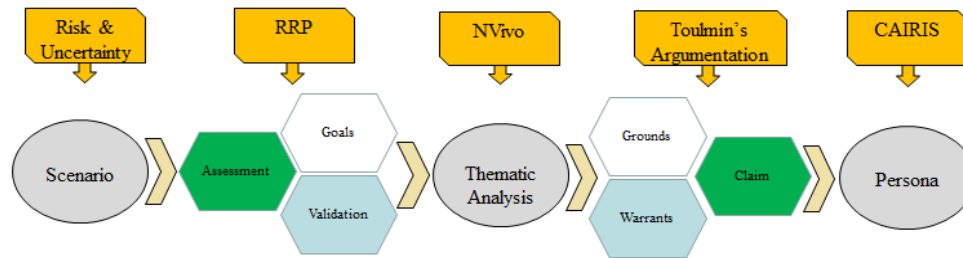 Risk &
Uncertainty
RRP
NVivo
Toulmin's
Argumentation
CAIRIS
Scenario
Assessment
Goals
Validation
Thematic
Analysis
Grounds
Warrants
Claim
Persona